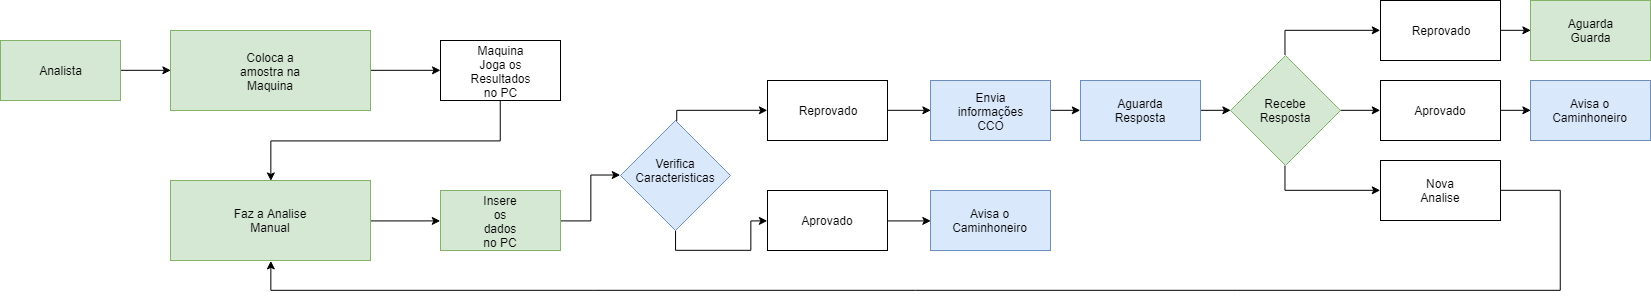 Analista
Coloca a
amostra na
Maquina
Maquina
Joga os
Resultados
no PC
Faz a Analise
Manual
Insere
os
dados
no PC
Verifica
Caracteristicas
Reprovado
Envia
informações
CCO
Aguarda
Resposta
Aprovado
Avisa o
Caminhoneiro
Recebe
Resposta
Reprovado
Aguarda
Guarda
Aprovado
Avisa o
Caminhoneiro
Nova
Analise